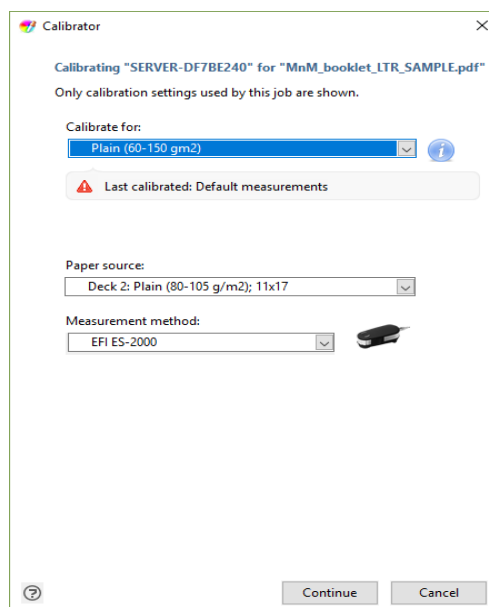 Calibrator
Calibrating "SERVER-DF7BE240" for "MnM_booklet_LTR_SAMPLE.pdf"
Only calibration settings used by this job are shown.
Calibrate for:
Plain (60-150 gm2)
Last calibrated: Default measurements
Paper source:
Deck 2: Plain (80-105 g/m2); 11x17
Measurement method:
EFI ES-2000
Continue Cancel